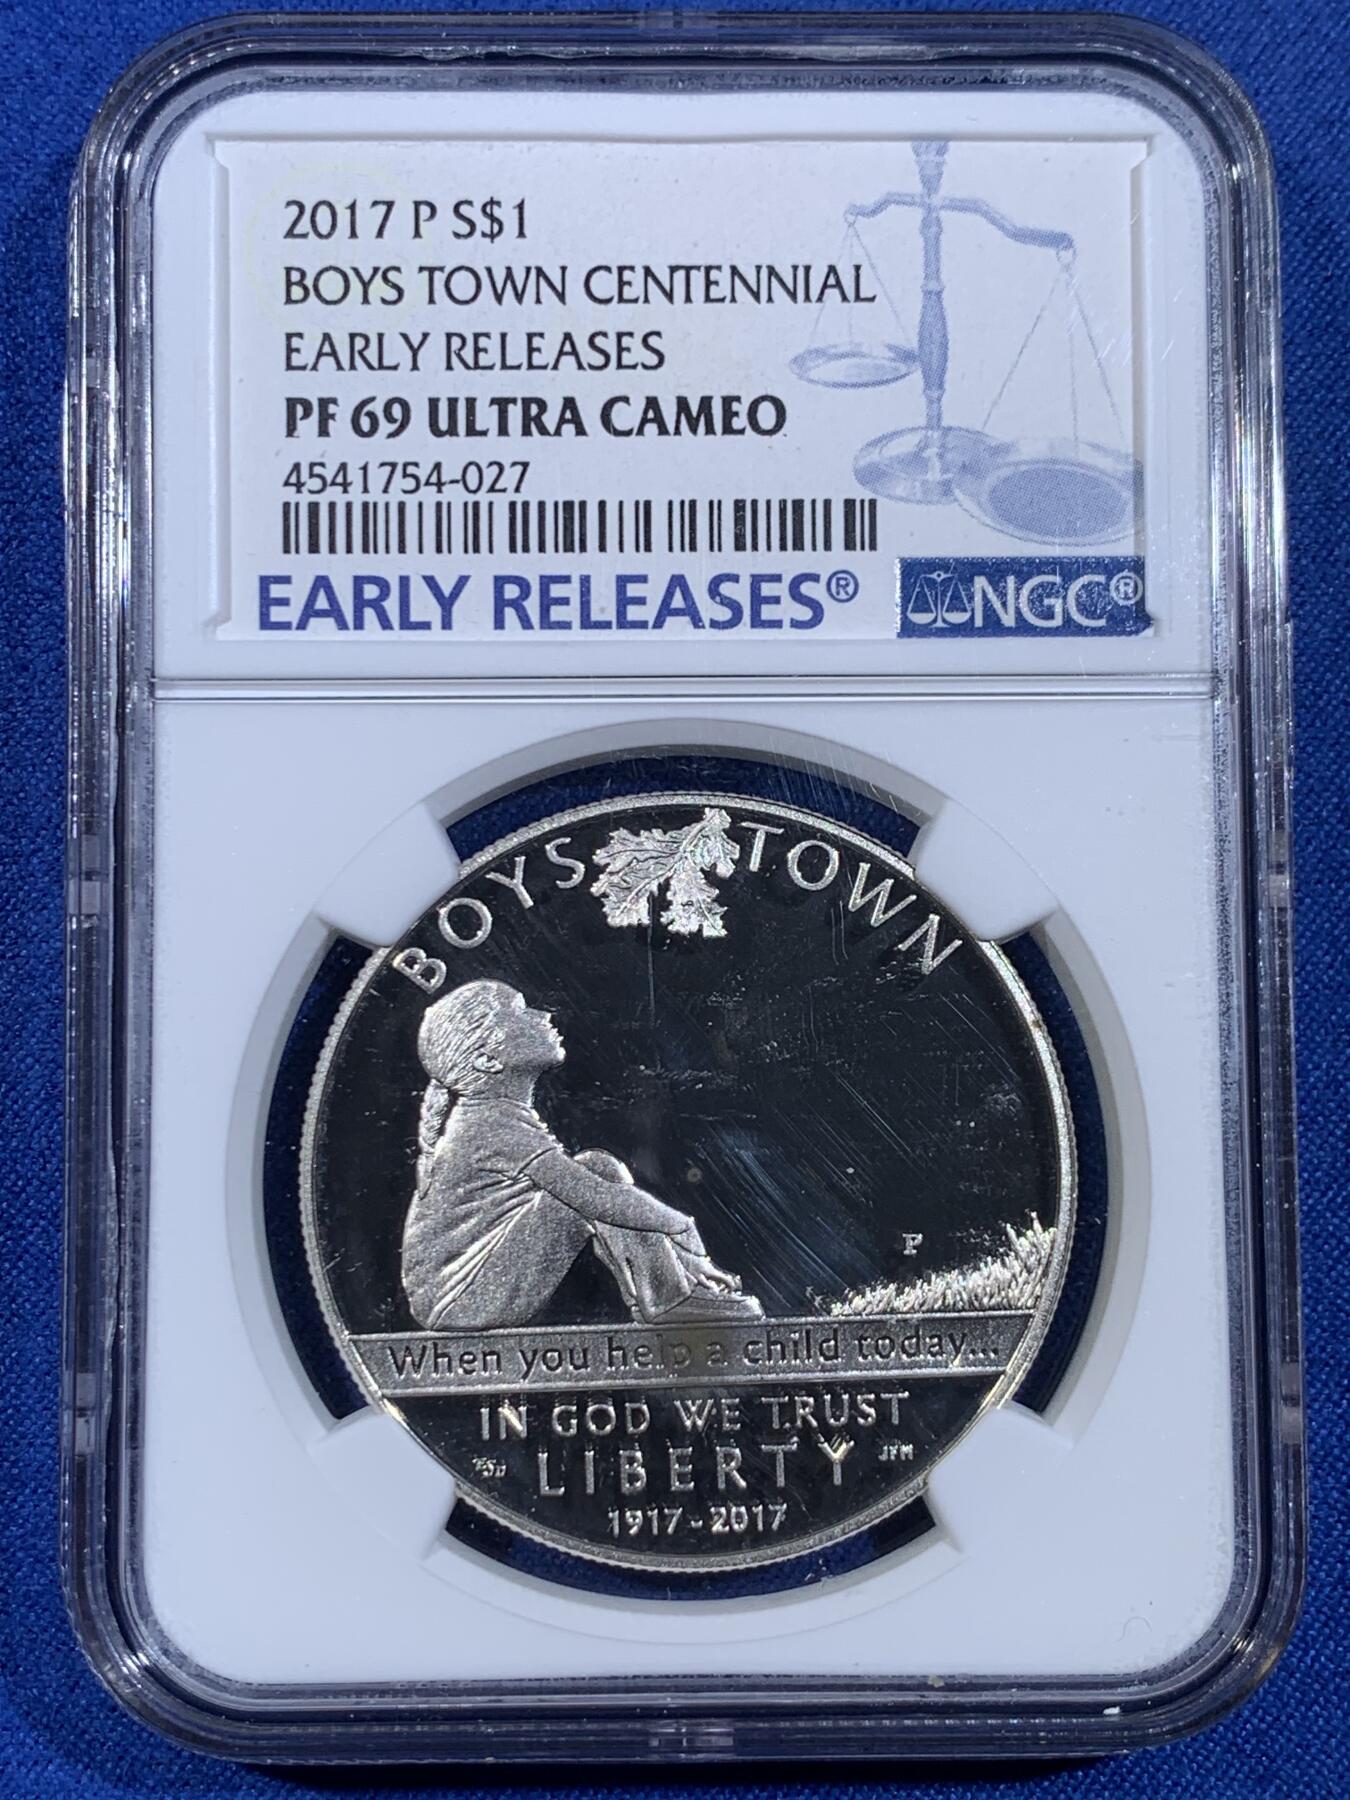 2017 P S$1
BOYS TOWN CENTENNIAL
EARLY RELEASES
PF 69 ULTRA CAMEO
4541754-027
EARLY RELEASES®
NGC®
BOYS TOWN
P
When you help a child today...
IN GOD WE TRUST
LIBERTY
JFM
1917-2017